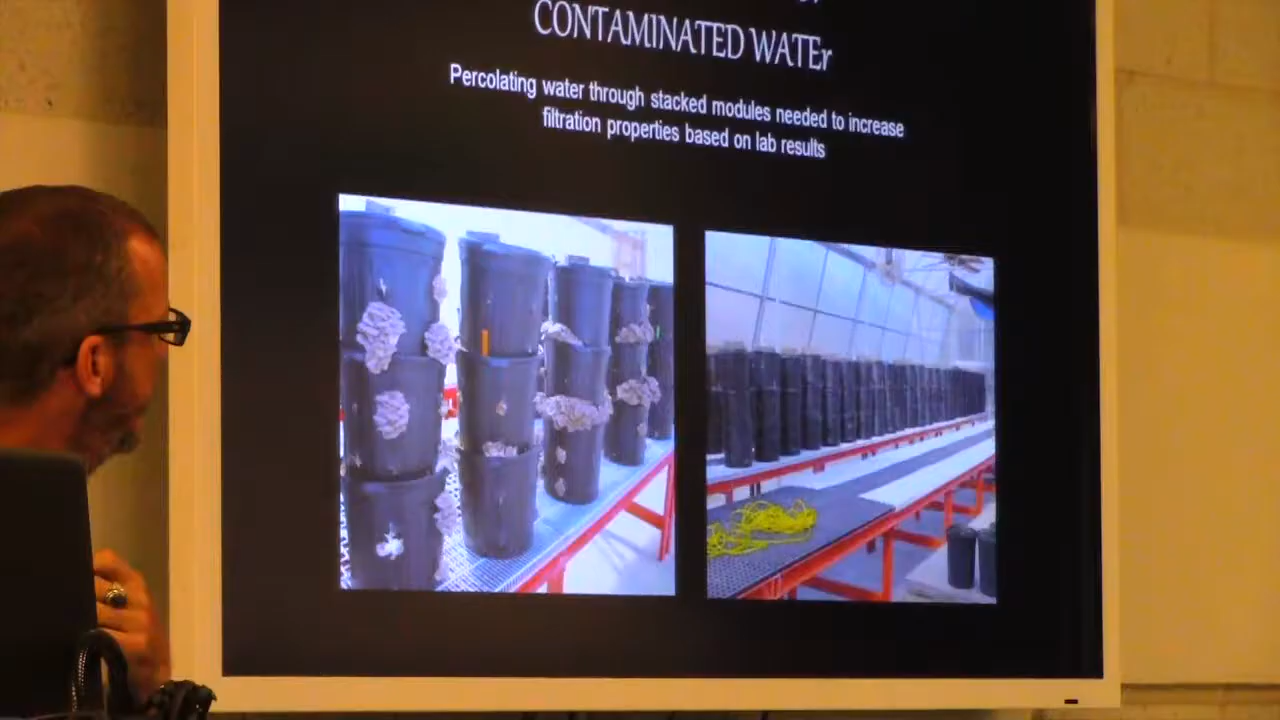 CONTAMINATED WATEr
Percolating water through stacked modules needed to increase
filtration properties based on lab results